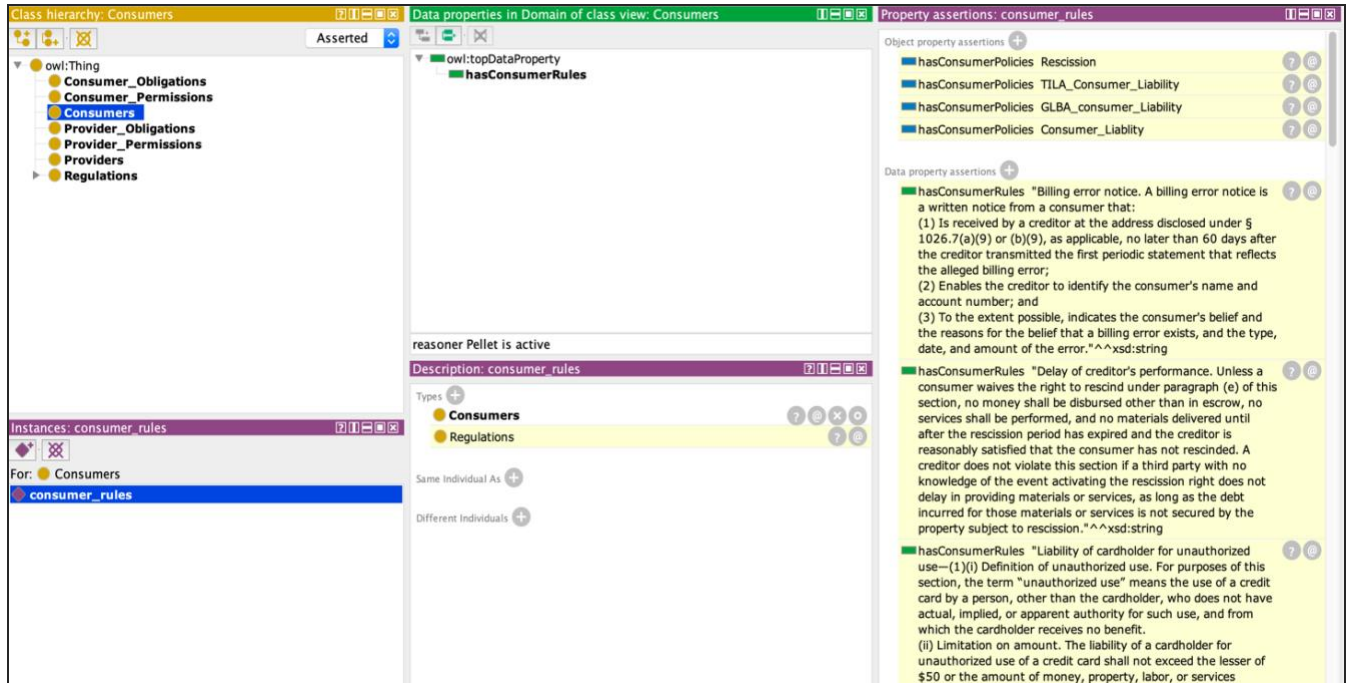 Class hierarchy: Consumers
Asserted
owl:Thing
Consumer_Obligations
Consumer_Permissions
Consumers
Provider_Obligations
Provider_Permissions
Providers
Regulations
Instances: consumer_rules
For: Consumers
consumer_rules
Data properties in Domain of class view: Consumers
owl:topDataProperty
hasConsumerRules
reasoner Pellet is active
Description: consumer_rules
Types
Consumers
Regulations
Same Individual As
Different Individuals
Property assertions: consumer_rules
Object property assertions
hasConsumerPolicies Rescission
hasConsumerPolicies TILA_Consumer_Liability
hasConsumerPolicies GLBA_consumer_Liability
hasConsumerPolicies Consumer_Liablity
Data property assertions
hasConsumerRules "Billing error notice. A billing error notice is
a written notice from a consumer that:
(1) Is received by a creditor at the address disclosed under §
1026.7(a)(9) or (b)(9), as applicable, no later than 60 days after
the creditor transmitted the first periodic statement that reflects
the alleged billing error;
(2) Enables the creditor to identify the consumer's name and
account number; and
(3) To the extent possible, indicates the consumer's belief and
the reasons for the belief that a billing error exists, and the type,
date, and amount of the error."^^xsd:string
hasConsumerRules "Delay of creditor's performance. Unless a
consumer waives the right to rescind under paragraph (e) of this
section, no money shall be disbursed other than in escrow, no
services shall be performed, and no materials delivered until
after the rescission period has expired and the creditor is
reasonably satisfied that the consumer has not rescinded. A
creditor does not violate this section if a third party with no
knowledge of the event activating the rescission right does not
delay in providing materials or services, as long as the debt
incurred for those materials or services is not secured by the
property subject to rescission."^^xsd:string
hasConsumerRules "Liability of cardholder for unauthorized
use—(1)(i) Definition of unauthorized use. For purposes of this
section, the term “unauthorized use” means the use of a credit
card by a person, other than the cardholder, who does not have
actual, implied, or apparent authority for such use, and from
which the cardholder receives no benefit.
(ii) Limitation on amount. The liability of a cardholder for
unauthorized use of a credit card shall not exceed the lesser of
$50 or the amount of money, property, labor, or services